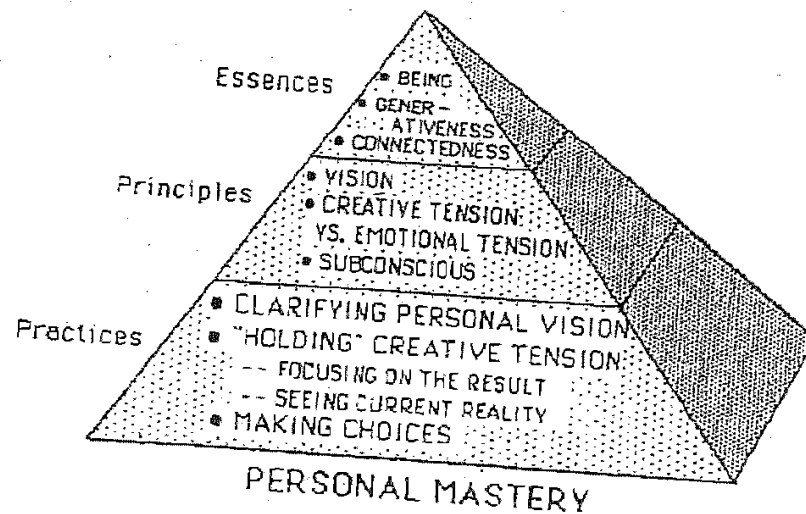 Essences
• BEING
• GENER-
ATIVENESS
• CONNECTEDNESS
Principles
• VISION
• CREATIVE TENSION
VS. EMOTIONAL TENSION
• SUBCONSCIOUS
Practices
• CLARIFYING PERSONAL VISION
• "HOLDING" CREATIVE TENSION
-- FOCUSING ON THE RESULT
-- SEEING CURRENT REALITY
• MAKING CHOICES
PERSONAL MASTERY